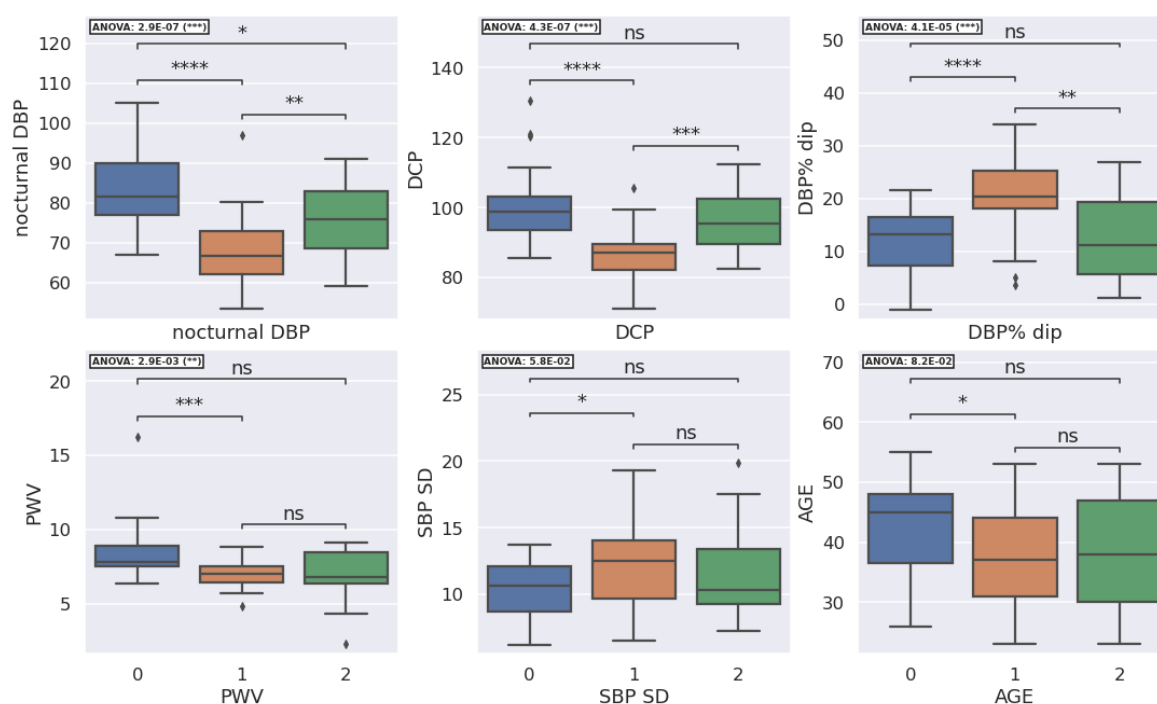 ANOVA: 2.9E-07 (***)
*
****
**
120
110
100
90
80
70
60
nocturnal DBP
nocturnal DBP
ANOVA: 4.3E-07 (***)
ns
****
***
140
120
100
80
DCP
DCP
ANOVA: 4.1E-05 (***)
ns
****
**
50
40
30
20
10
0
DBP% dip
DBP% dip
ANOVA: 2.9E-03 (**)
ns
***
ns
20
15
10
5
PWV
0 1 2
PWV
ANOVA: 5.8E-02
ns
*
ns
25
20
15
10
SBP SD
0 1 2
SBP SD
ANOVA: 8.2E-02
ns
*
ns
70
60
50
40
30
AGE
0 1 2
AGE